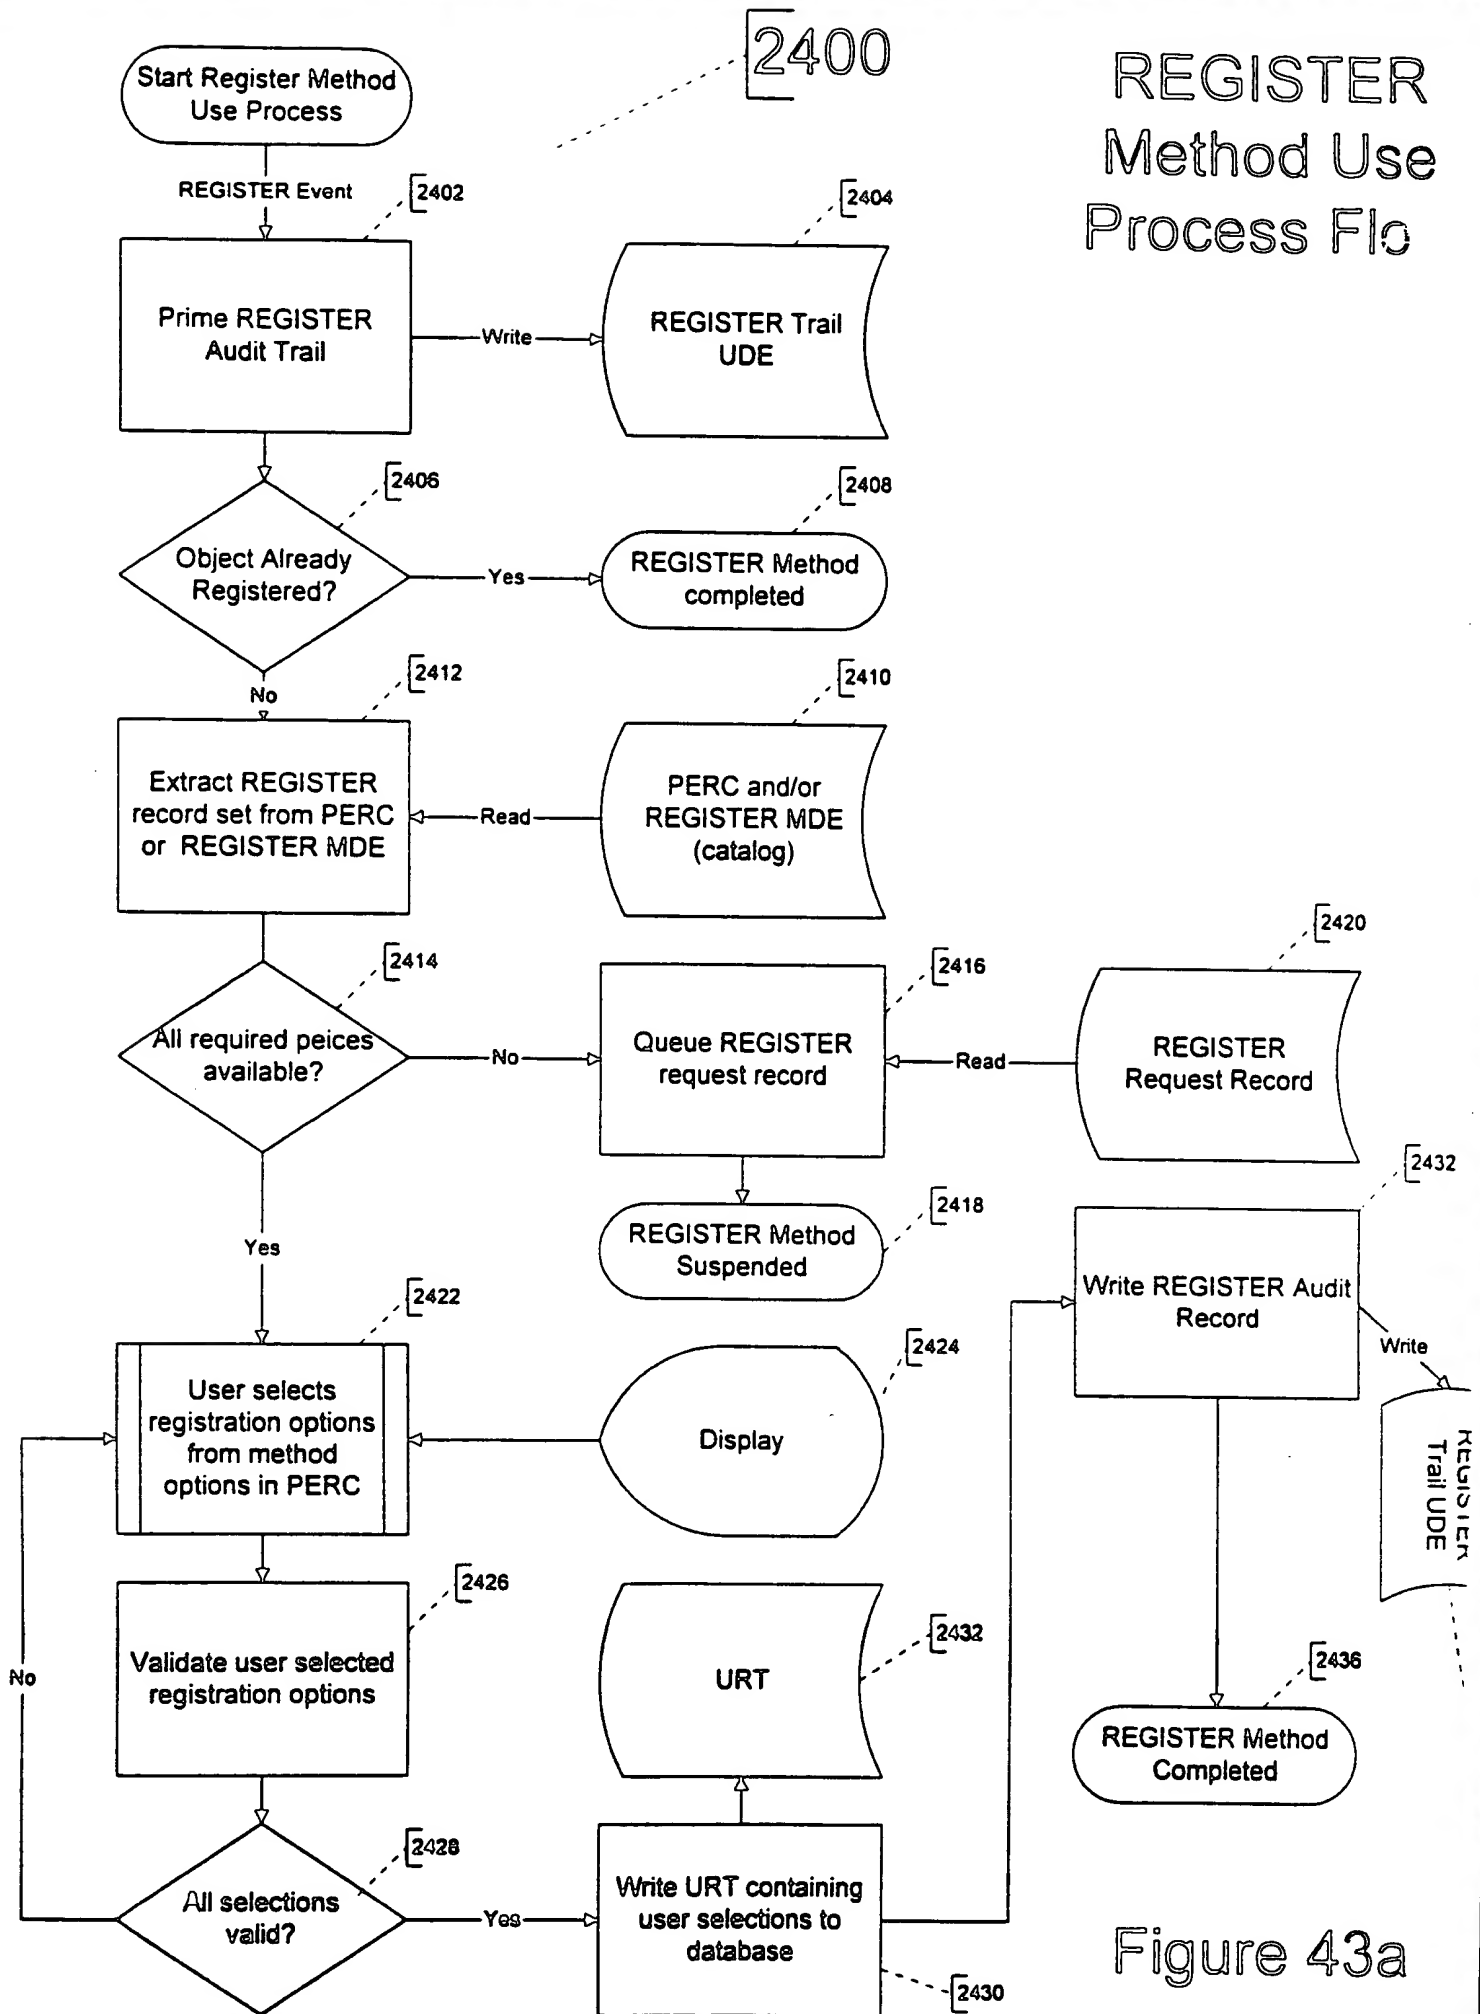 2400
REGISTER
Method Use
Process Flo
Start Register Method
Use Process
REGISTER Event
2402
2404
Prime REGISTER
Audit Trail
Write
REGISTER Trail
UDE
2406
2408
Object Already
Registered?
Yes
REGISTER Method
completed
No
2412
2410
Extract REGISTER
record set from PERC
or REGISTER MDE
Read
PERC and/or
REGISTER MDE
(catalog)
2414
2416
2420
All required peices
available?
No
Queue REGISTER
request record
Read
REGISTER
Request Record
2418
REGISTER Method
Suspended
2432
Write REGISTER Audit
Record
Write
REGISTER
Trail UDE
Yes
2422
2424
User selects
registration options
from method
options in PERC
Display
2426
Validate user selected
registration options
2432
URT
No
2436
REGISTER Method
Completed
2428
All selections
valid?
Yes
Write URT containing
user selections to
database
2430
Figure 43a